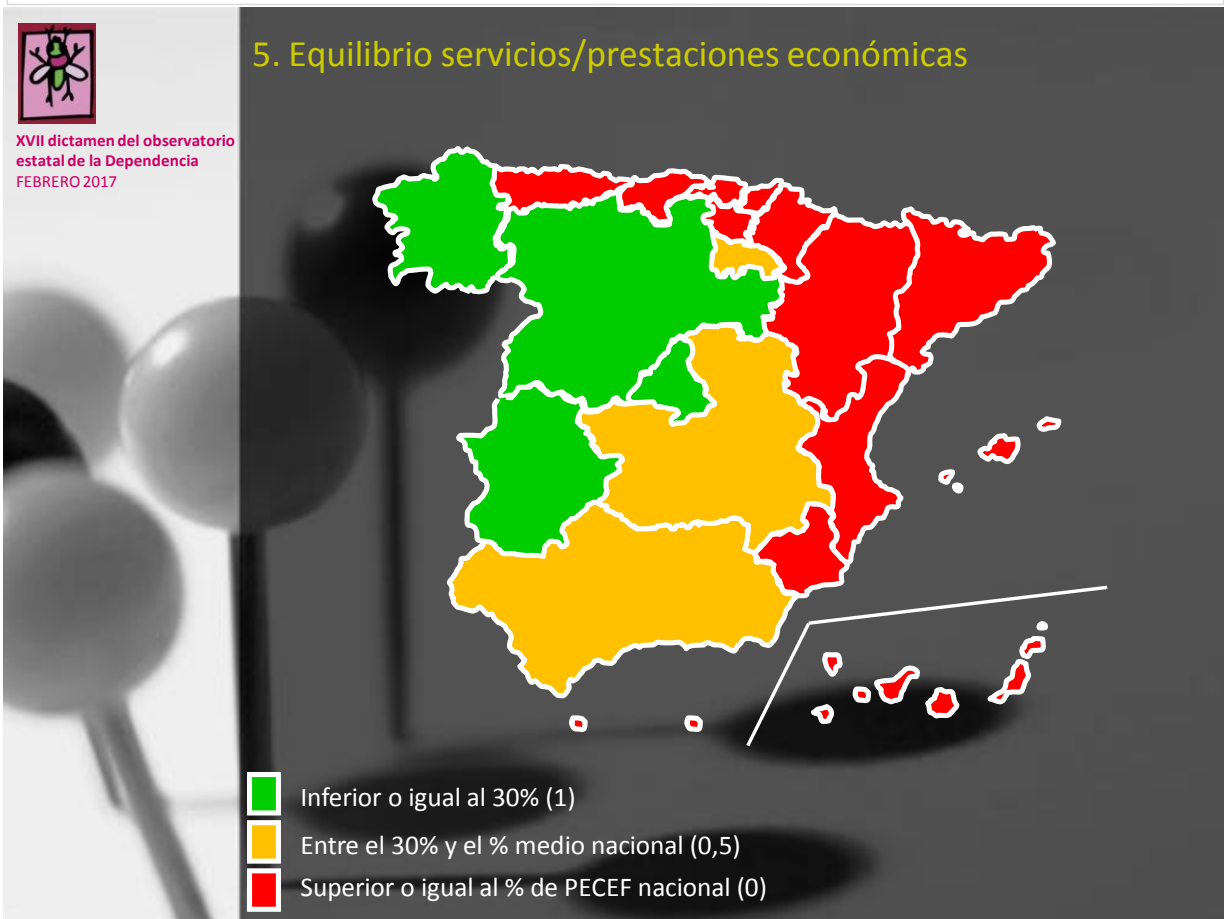 5. Equilibrio servicios/prestaciones económicas
XVII dictamen del observatorio
estatal de la Dependencia
FEBRERO 2017
Inferior o igual al 30% (1)
Entre el 30% y el % medio nacional (0,5)
Superior o igual al % de PECEF nacional (0)